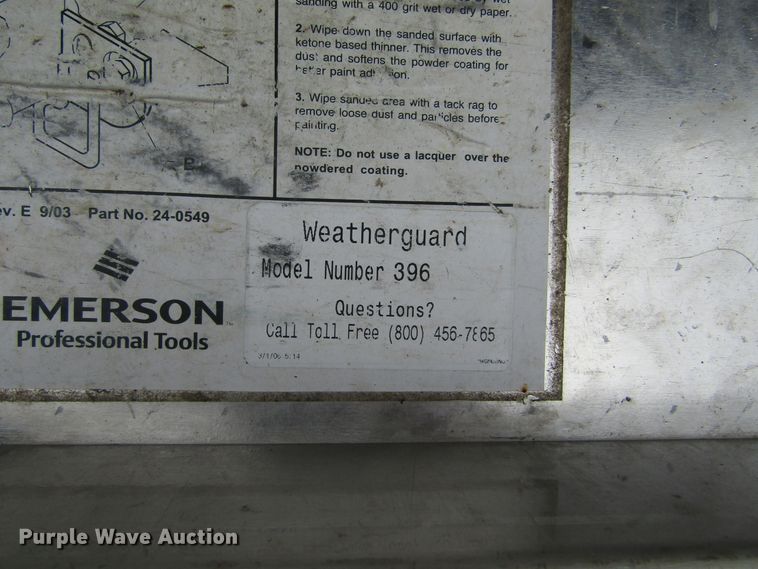 sanding with a 400 grit wet or dry paper.
2. Wipe down the sanded surface with
ketone based thinner. This removes the
dust and softens the powder coating for
better paint adhesion.
3. Wipe sanded area with a tack rag to
remove loose dust and particles before
painting.
NOTE: Do not use a lacquer over the
powdered coating.
B
Rev. E 9/03 Part No. 24-0549
EMERSON
Professional Tools
Weatherguard
Model Number 396
Questions?
Call Toll Free (800) 456-7865
Purple Wave Auction